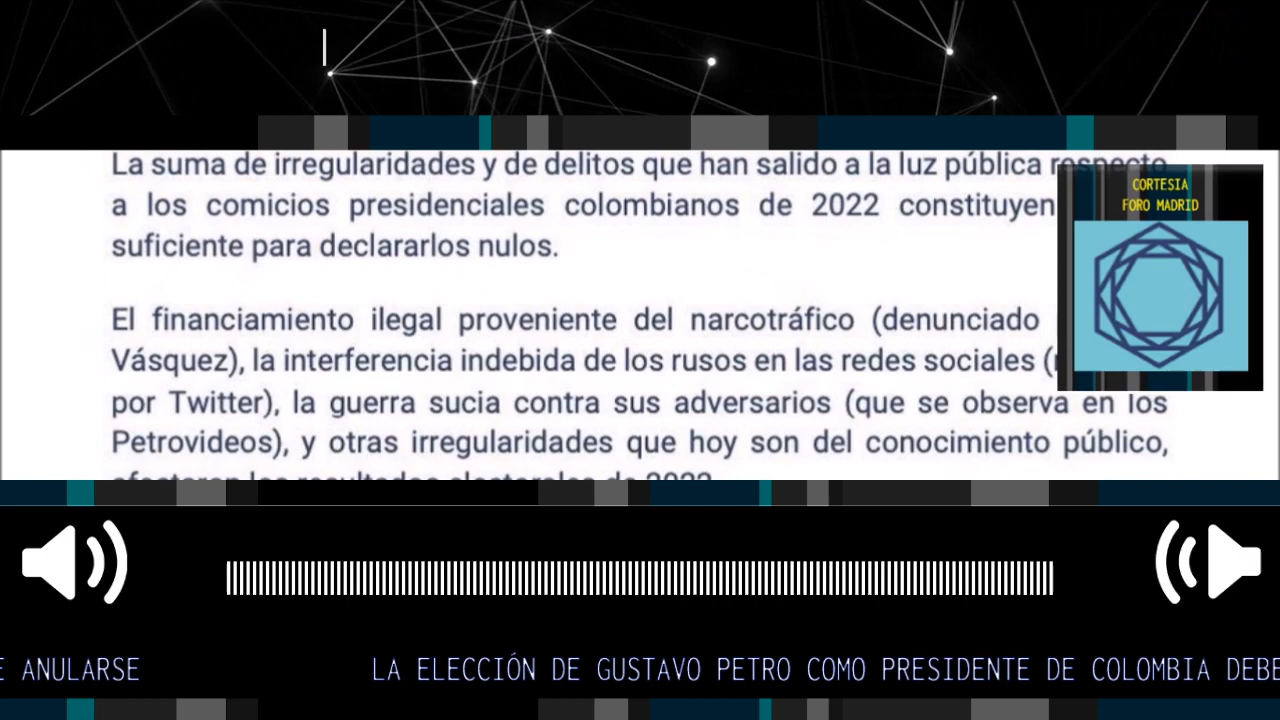 La suma de irregularidades y de delitos que han salido a la luz pública respecto
a los comicios presidenciales colombianos de 2022 constituyen
suficiente para declararlos nulos.
El financiamiento ilegal proveniente del narcotráfico (denunciado
Vásquez), la interferencia indebida de los rusos en las redes sociales (
por Twitter), la guerra sucia contra sus adversarios (que se observa en los
Petrovideos), y otras irregularidades que hoy son del conocimiento público,
CORTESIA
FORO MADRID
E ANULARSE LA ELECCIÓN DE GUSTAVO PETRO COMO PRESIDENTE DE COLOMBIA DEBE